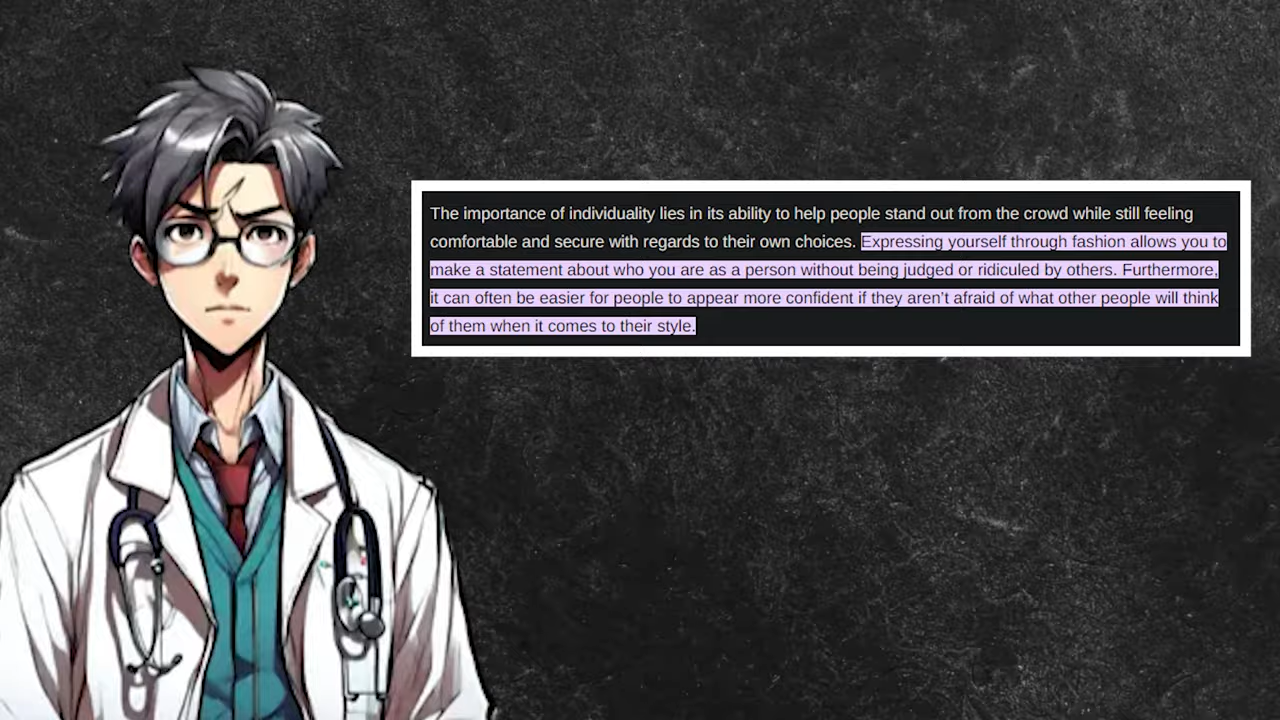 The importance of individuality lies in its ability to help people stand out from the crowd while still feeling
comfortable and secure with regards to their own choices. Expressing yourself through fashion allows you to
make a statement about who you are as a person without being judged or ridiculed by others. Furthermore,
it can often be easier for people to appear more confident if they aren’t afraid of what other people will think
of them when it comes to their style.